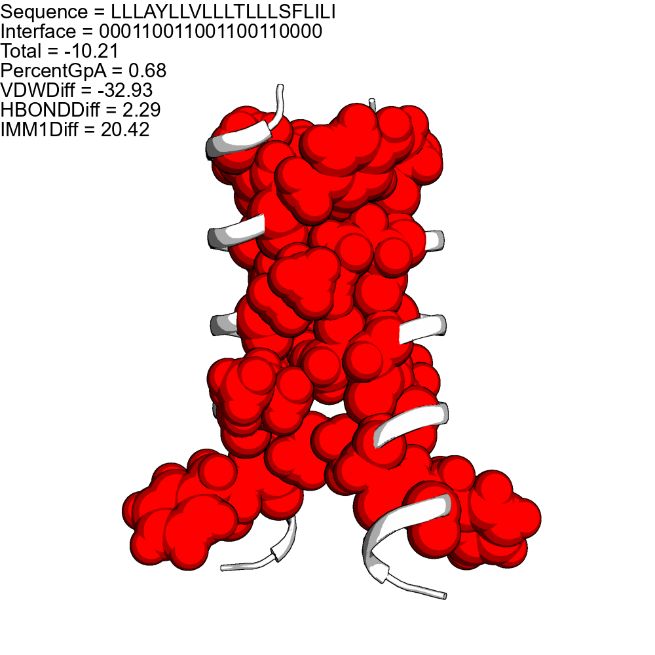 Sequence = LLLAYLLVLLLTLLLSFLILI
Interface = 000110011001100110000
Total = -10.21
PercentGpA = 0.68
VDWDiff = -32.93
HBONDDiff = 2.29
IMM1Diff = 20.42